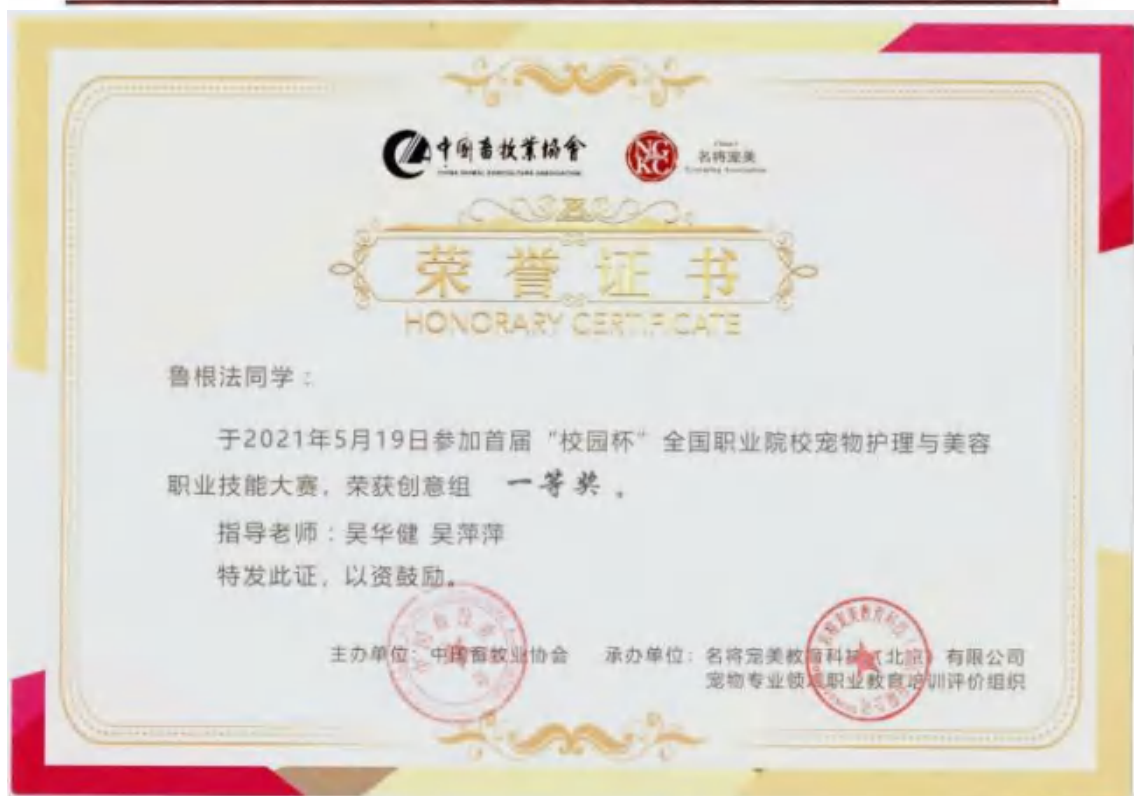 中國畜牧業協會
NGKC
名将宠美
荣誉证书
HONORARY CERTIFICATE
鲁根法同学：
于2021年5月19日参加首届“校园杯”全国职业院校宠物护理与美容
职业技能大赛，荣获创意组 一等奖。
指导老师：吴华健 吴萍萍
特发此证，以资鼓励。
主办单位：中国畜牧业协会 承办单位：名将宠美教育科技（北京）有限公司
宠物专业领域职业教育培训评价组织